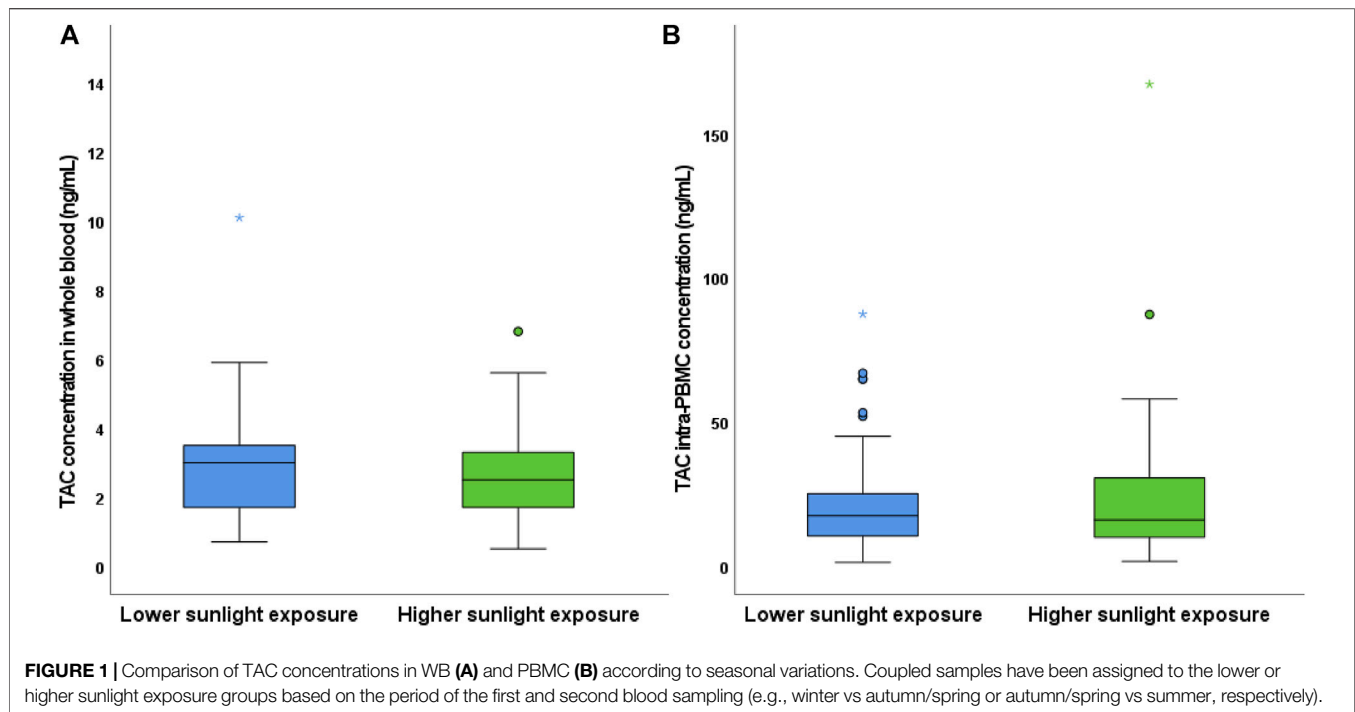 A
B
TAC concentration in whole blood (ng/mL)
14
12
10
8
6
4
2
0
Lower sunlight exposure
Higher sunlight exposure
TAC intra-PBMC concentration (ng/mL)
150
100
50
0
Lower sunlight exposure
Higher sunlight exposure
FIGURE 1 | Comparison of TAC concentrations in WB (A) and PBMC (B) according to seasonal variations. Coupled samples have been assigned to the lower or
higher sunlight exposure groups based on the period of the first and second blood sampling (e.g., winter vs autumn/spring or autumn/spring vs summer, respectively).